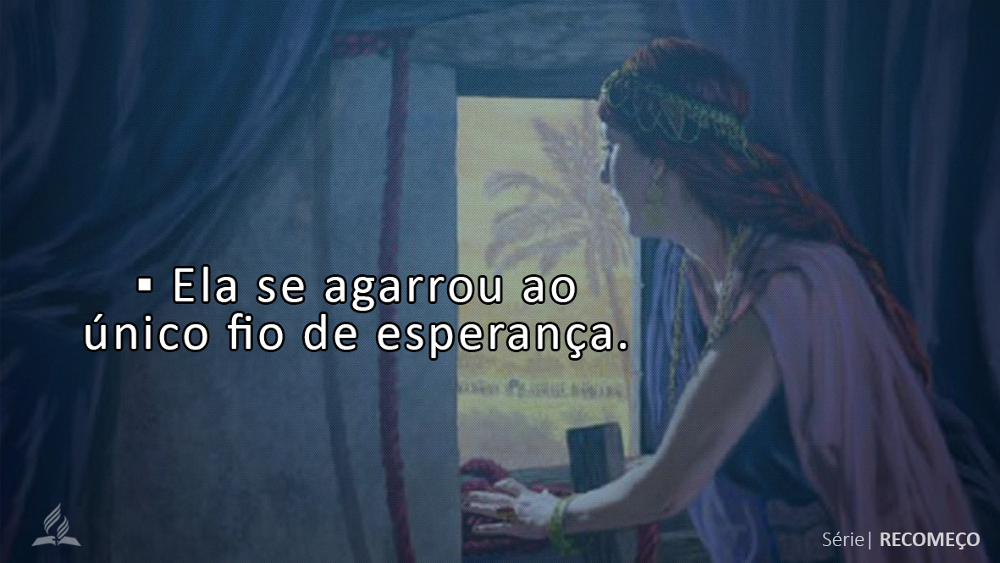 ▪ Ela se agarrou ao
único fio de esperança.
Série| RECOMEÇO